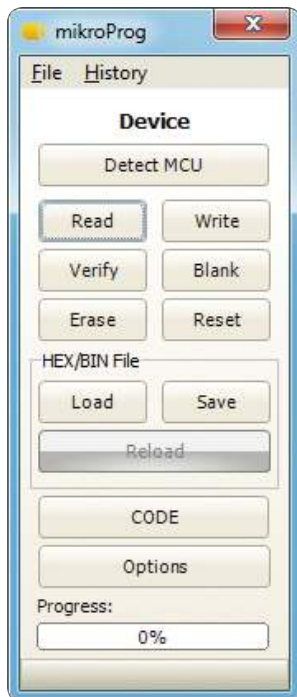 mikroProg
File History
Device
Detect MCU
Read Write
Verify Blank
Erase Reset
HEX/BIN File
Load Save
Reload
CODE
Options
Progress:
0%